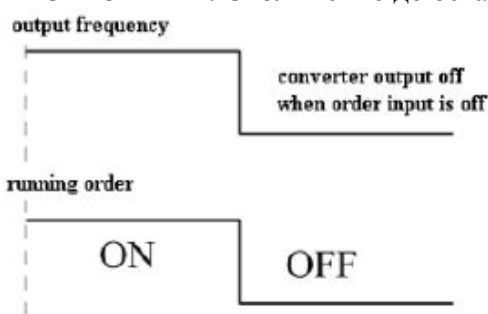 output frequency
converter output off
when order input is off
running order
ON
OFF